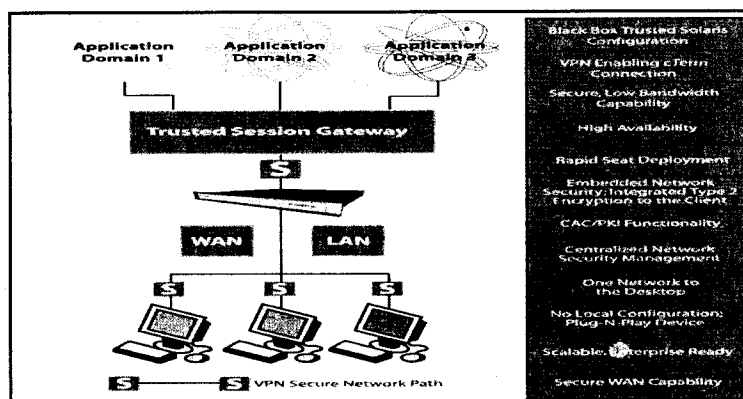 Application
Domain 1
Application
Domain 2
Application
Domain 3
Trusted Session Gateway
S
WAN
LAN
S
S
S
S
S
VPN Secure Network Path
Black Box Trusted Solaris
Configuration
VPN Enabling cTerm
Connection
Secure, Low Bandwidth
Capability
High Availability
Rapid Seat Deployment
Embedded Network
Security: Integrated Type 2
Encryption to the Client
CAC/PKI Functionality
Centralized Network
Security Management
One Network to
the Desktop
No Local Configuration;
Plug-N-Play Device
Scalable, Enterprise Ready
Secure WAN Capability